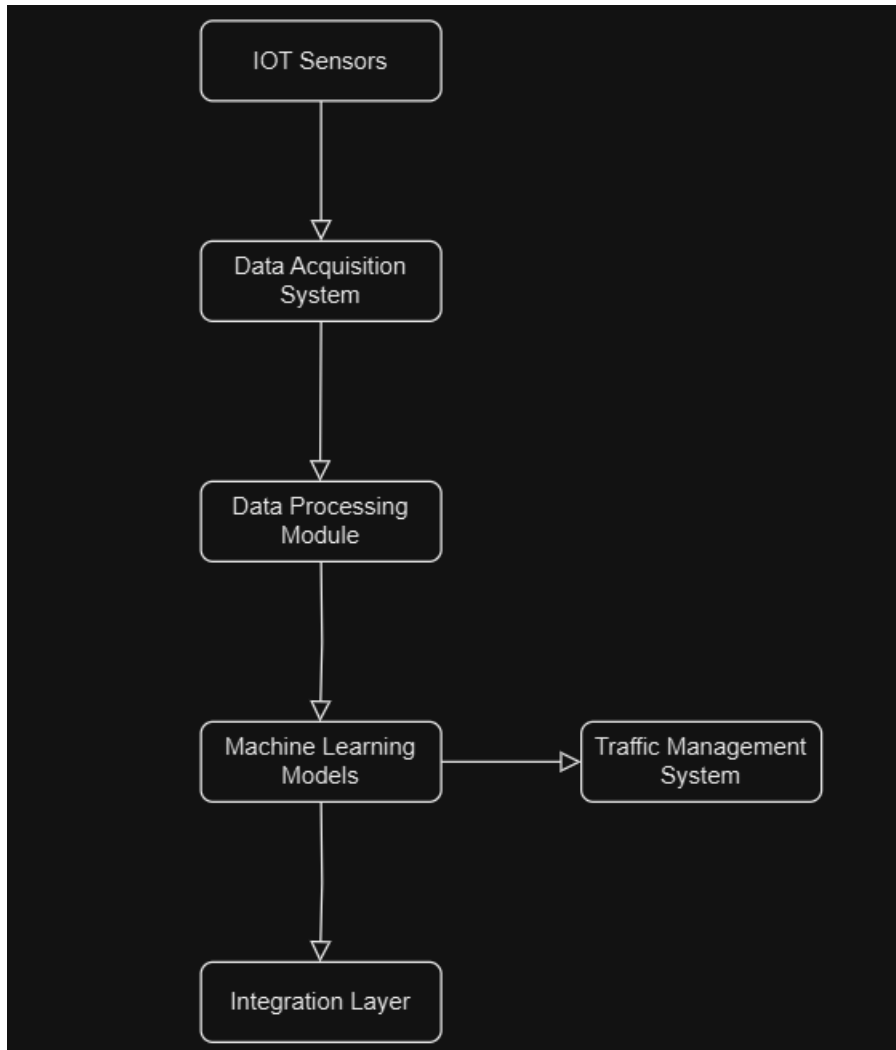 IOT Sensors
Data Acquisition
System
Data Processing
Module
Machine Learning
Models
Traffic Management
System
Integration Layer